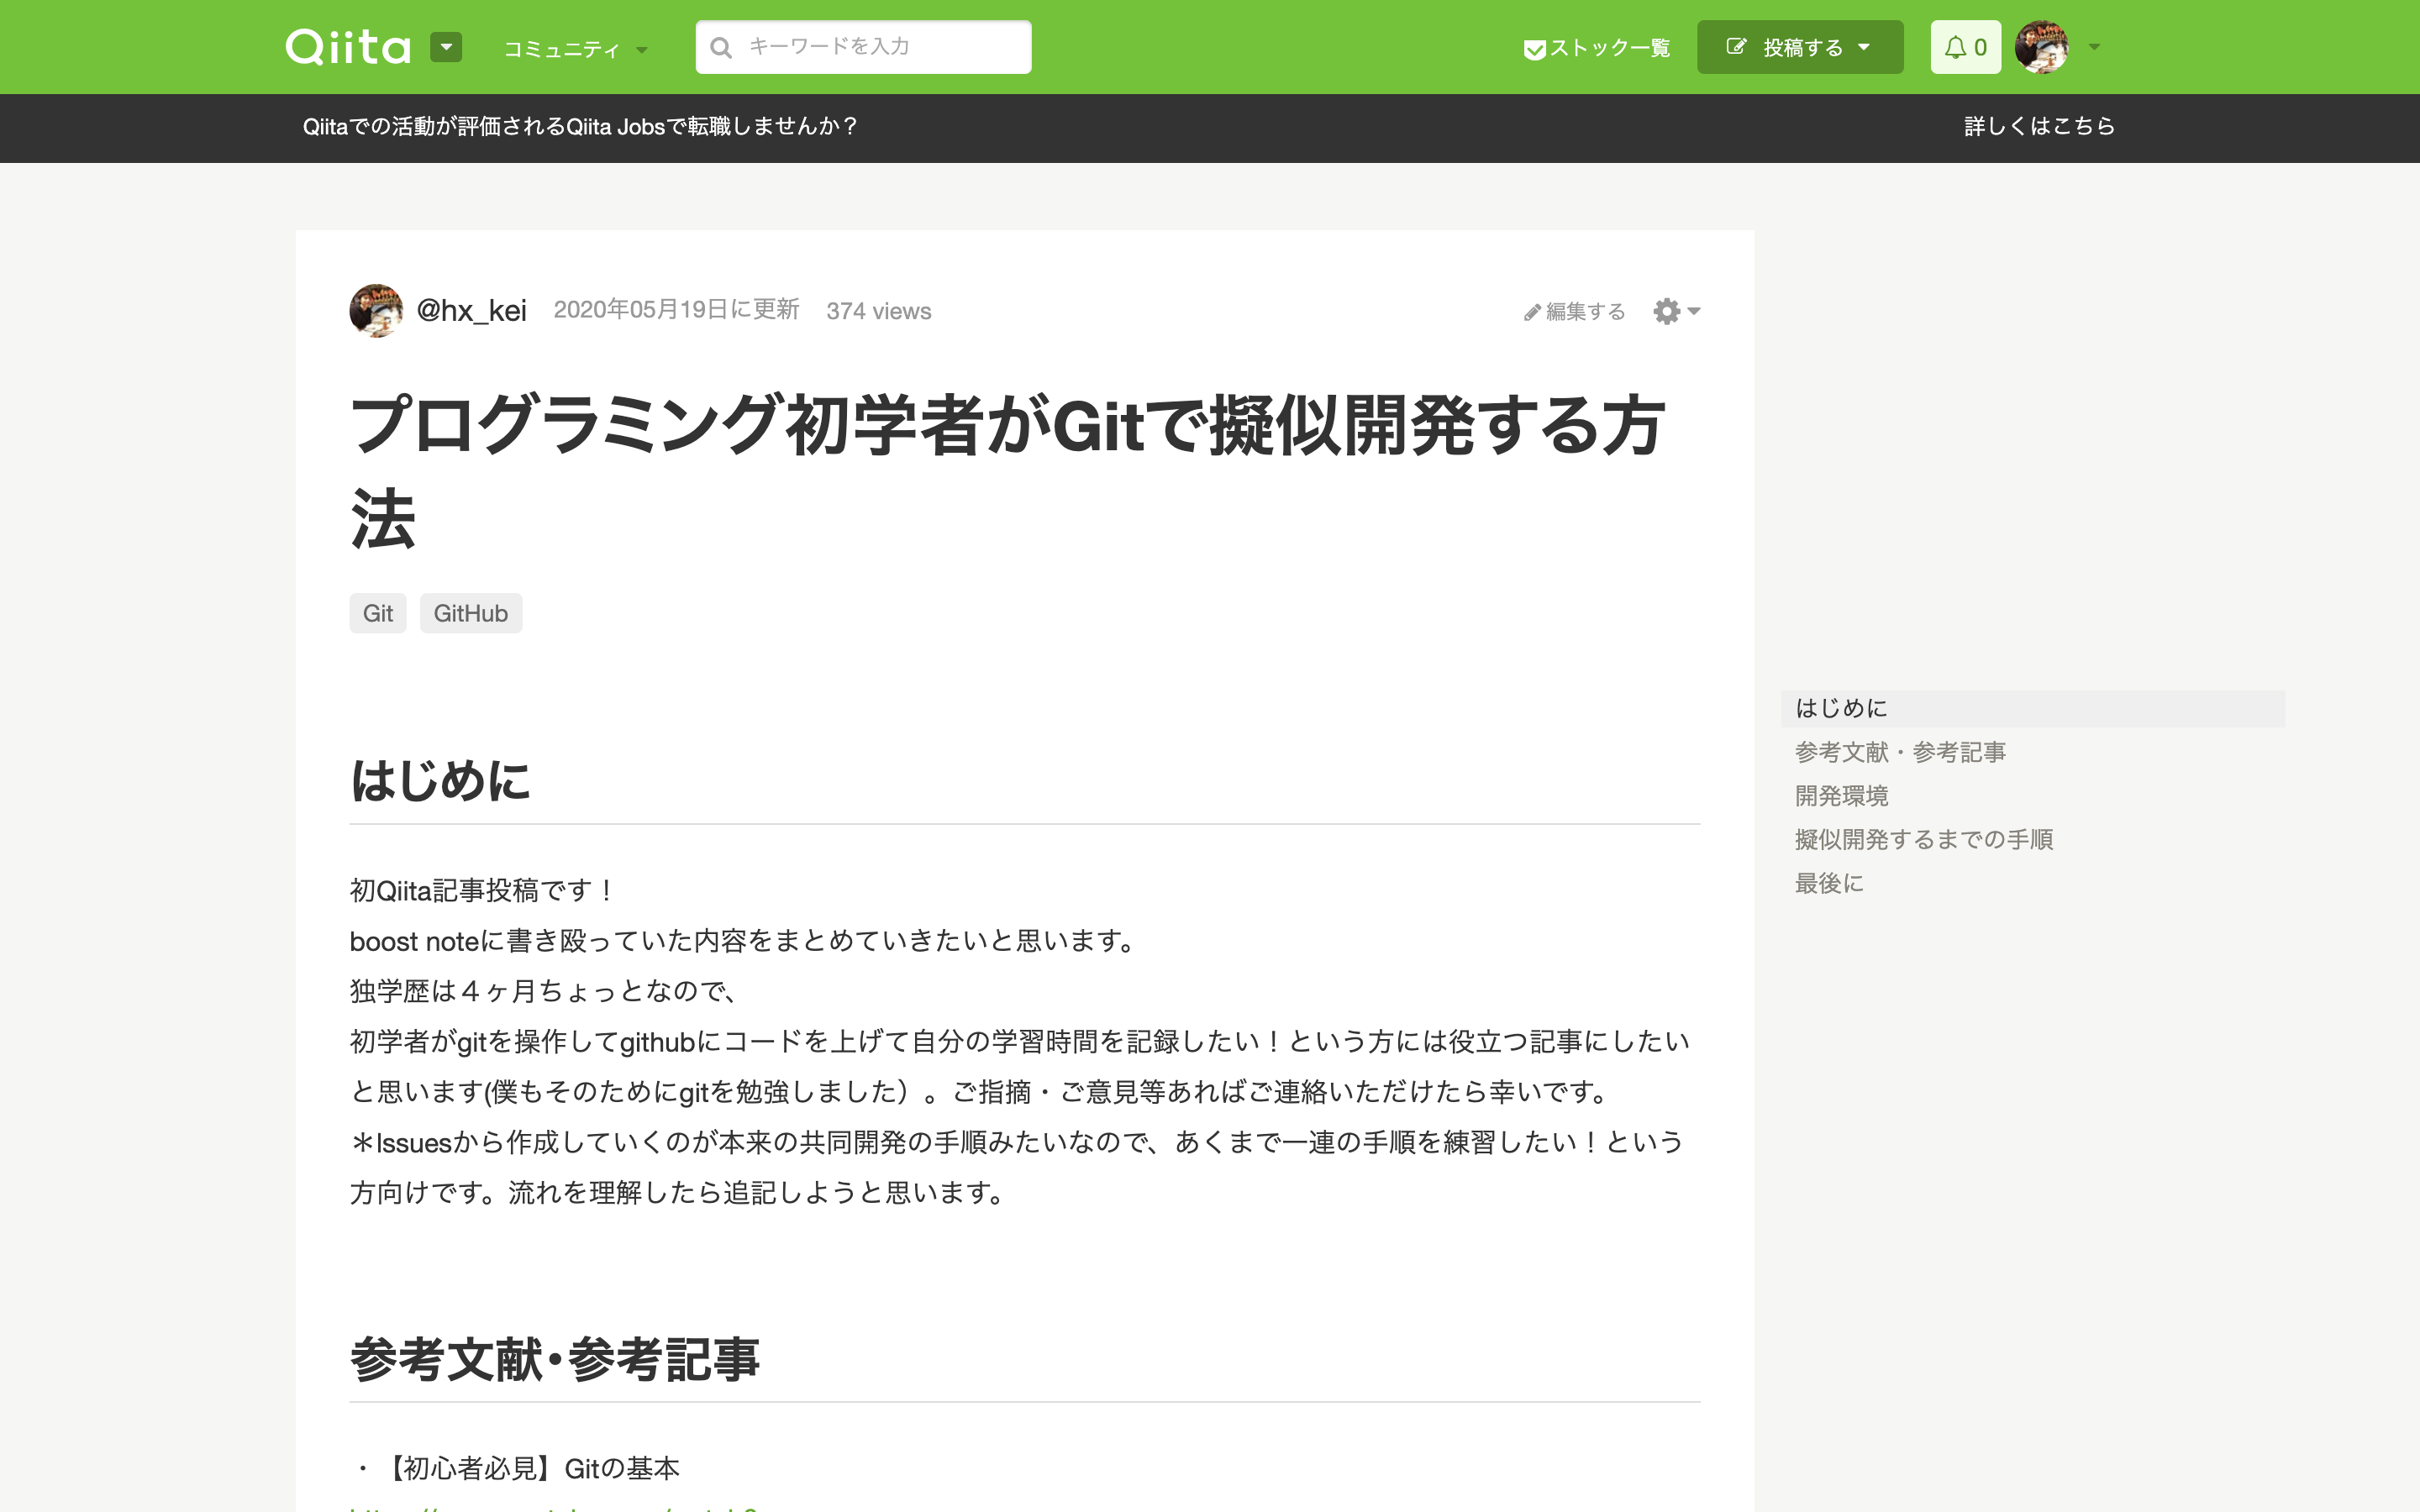 Qiita
コミュニティ
キーワードを入力
ストック一覧
投稿する
0
Qiitaでの活動が評価されるQiita Jobsで転職しませんか？
詳しくはこちら
@hx_kei
2020年05月19日に更新
374 views
編集する
プログラミング初学者がGitで擬似開発する方
法
Git
GitHub
はじめに
初Qiita記事投稿です！
boost noteに書き殴っていた内容をまとめていきたいと思います。
独学歴は４ヶ月ちょっとなので、
初学者がgitを操作してgithubにコードを上げて自分の学習時間を記録したい！という方には役立つ記事にしたい
と思います(僕もそのためにgitを勉強しました）。ご指摘・ご意見等あればご連絡いただけたら幸いです。
＊Issuesから作成していくのが本来の共同開発の手順みたいなので、あくまで一連の手順を練習したい！という
方向けです。流れを理解したら追記しようと思います。
参考文献・参考記事
・【初心者必見】Gitの基本
はじめに
参考文献・参考記事
開発環境
擬似開発するまでの手順
最後に